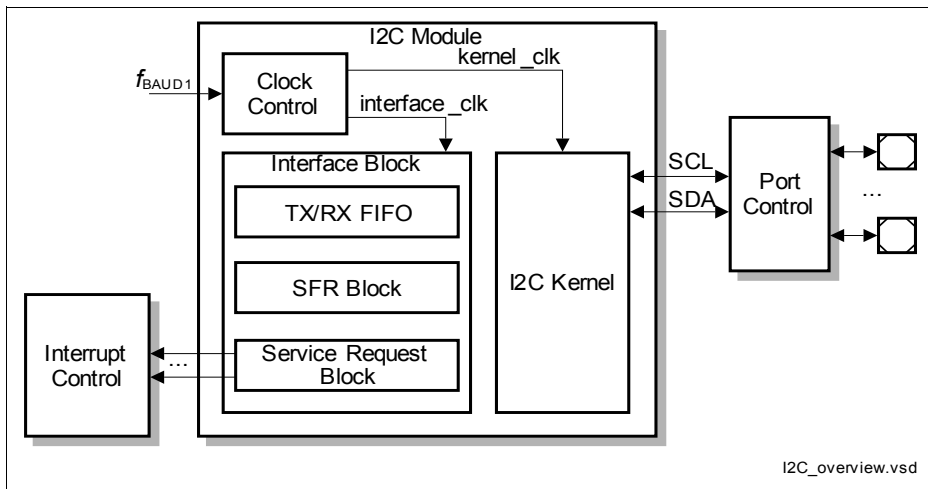 I2C Module
kernel_clk
fBAUD1
Clock
Control
interface_clk
Interface Block
TX/RX FIFO
SFR Block
Service Request
Block
I2C Kernel
SCL
SDA
Port
Control
...
Interrupt
Control
...
I2C_overview.vsd